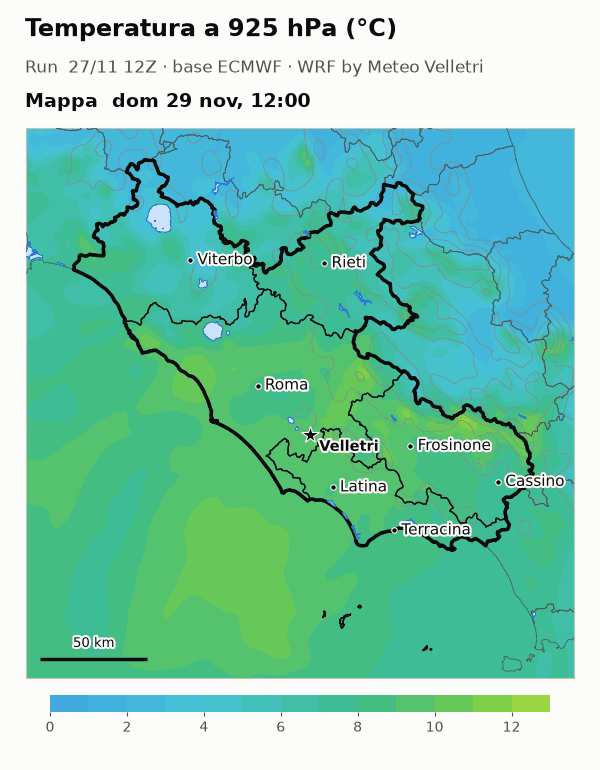 Temperatura a 925 hPa (°C)
Run  27/11 12Z · base ECMWF · WRF by Meteo Velletri
Mappa  dom 29 nov, 12:00
Viterbo
Rieti
Roma
Velletri
Frosinone
Cassino
Latina
Terracina
50 km
0 2 4 6 8 10 12